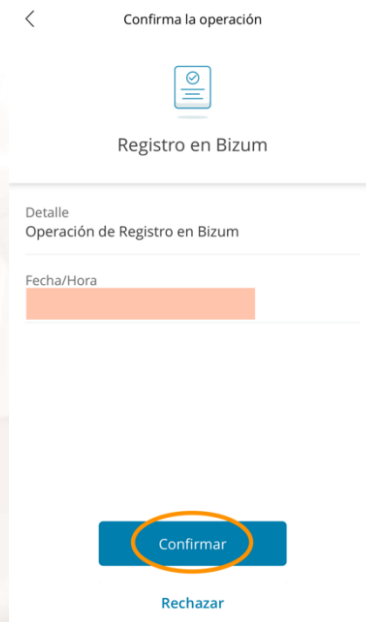 Confirma la operación
Registro en Bizum
Detalle
Operación de Registro en Bizum
Fecha/Hora
Confirmar
Rechazar